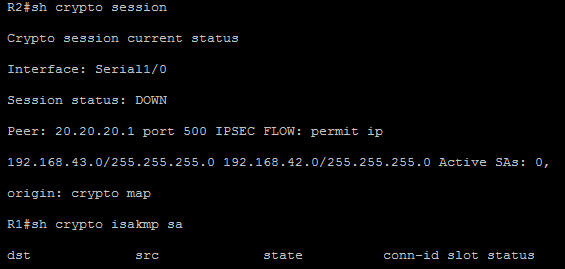 R2#sh crypto session
Crypto session current status
Interface: Serial1/0
Session status: DOWN
Peer: 20.20.20.1 port 500 IPSEC FLOW: permit ip
192.168.43.0/255.255.255.0 192.168.42.0/255.255.255.0 Active SAs: 0,
origin: crypto map
R1#sh crypto isakmp sa
dst src state conn-id slot status